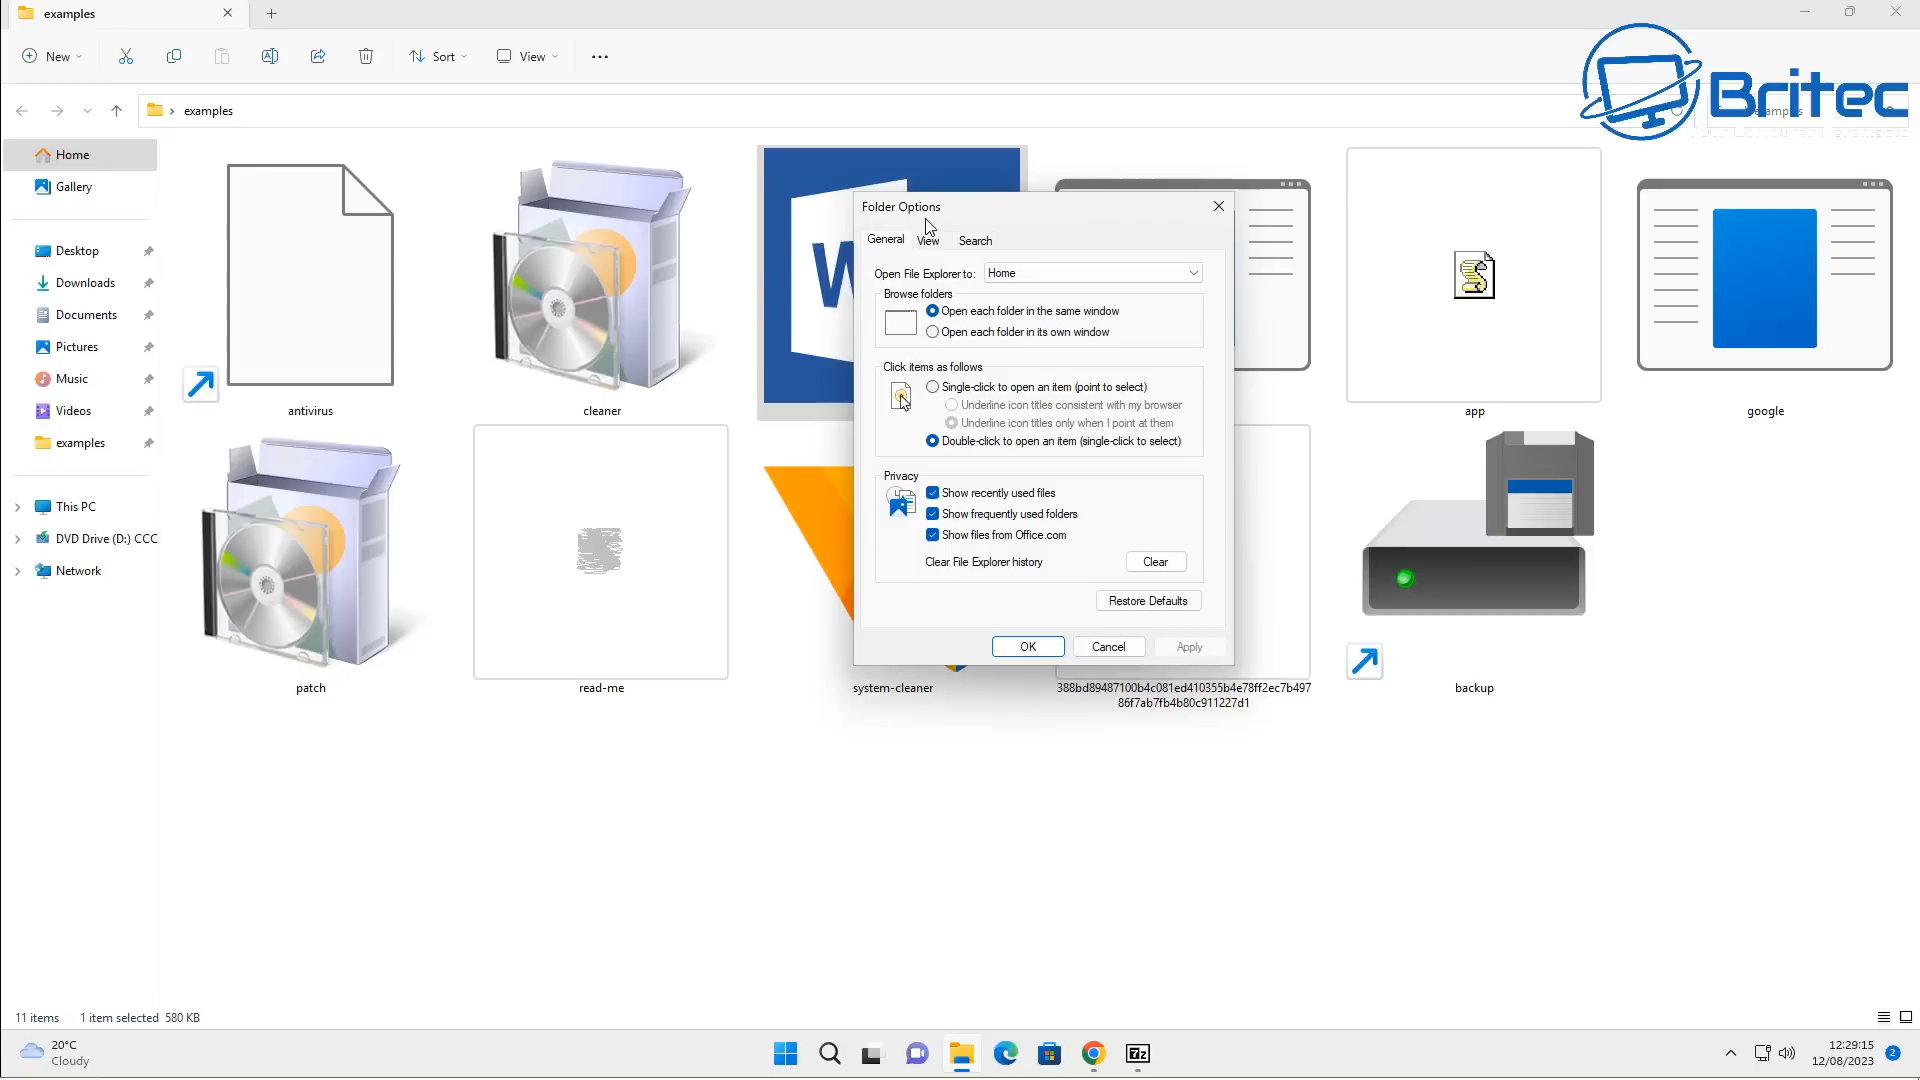 examples
New
Sort
View
examples
Britec
Home
Gallery
Desktop
Downloads
Documents
Pictures
Music
Videos
examples
This PC
DVD Drive (D:) CCC
Network
antivirus
cleaner
W
app
google
patch
read-me
system-cleaner
388bd89487100b4c081ed410355b4e78ff2ec7b497
86f7ab7fb4b80c911227d1
backup
Folder Options
General
View
Search
Open File Explorer to:
Home
Browse folders
Open each folder in the same window
Open each folder in its own window
Click items as follows
Single-click to open an item (point to select)
Underline icon titles consistent with my browser
Underline icon titles only when I point at them
Double-click to open an item (single-click to select)
Privacy
Show recently used files
Show frequently used folders
Show files from Office.com
Clear File Explorer history
Clear
Restore Defaults
OK
Cancel
Apply
11 items
1 item selected 580 KB
20°C
Cloudy
7z
12:29:15
12/08/2023
2